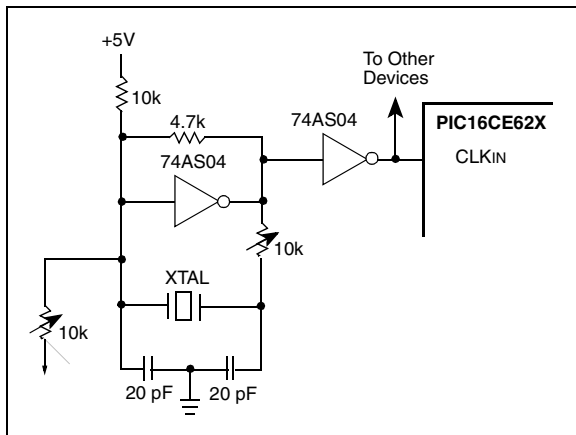 +5V
To Other
Devices
10k
4.7k
74AS04
PIC16CE62X
74AS04
CLKIN
10k
XTAL
10k
20 pF
20 pF